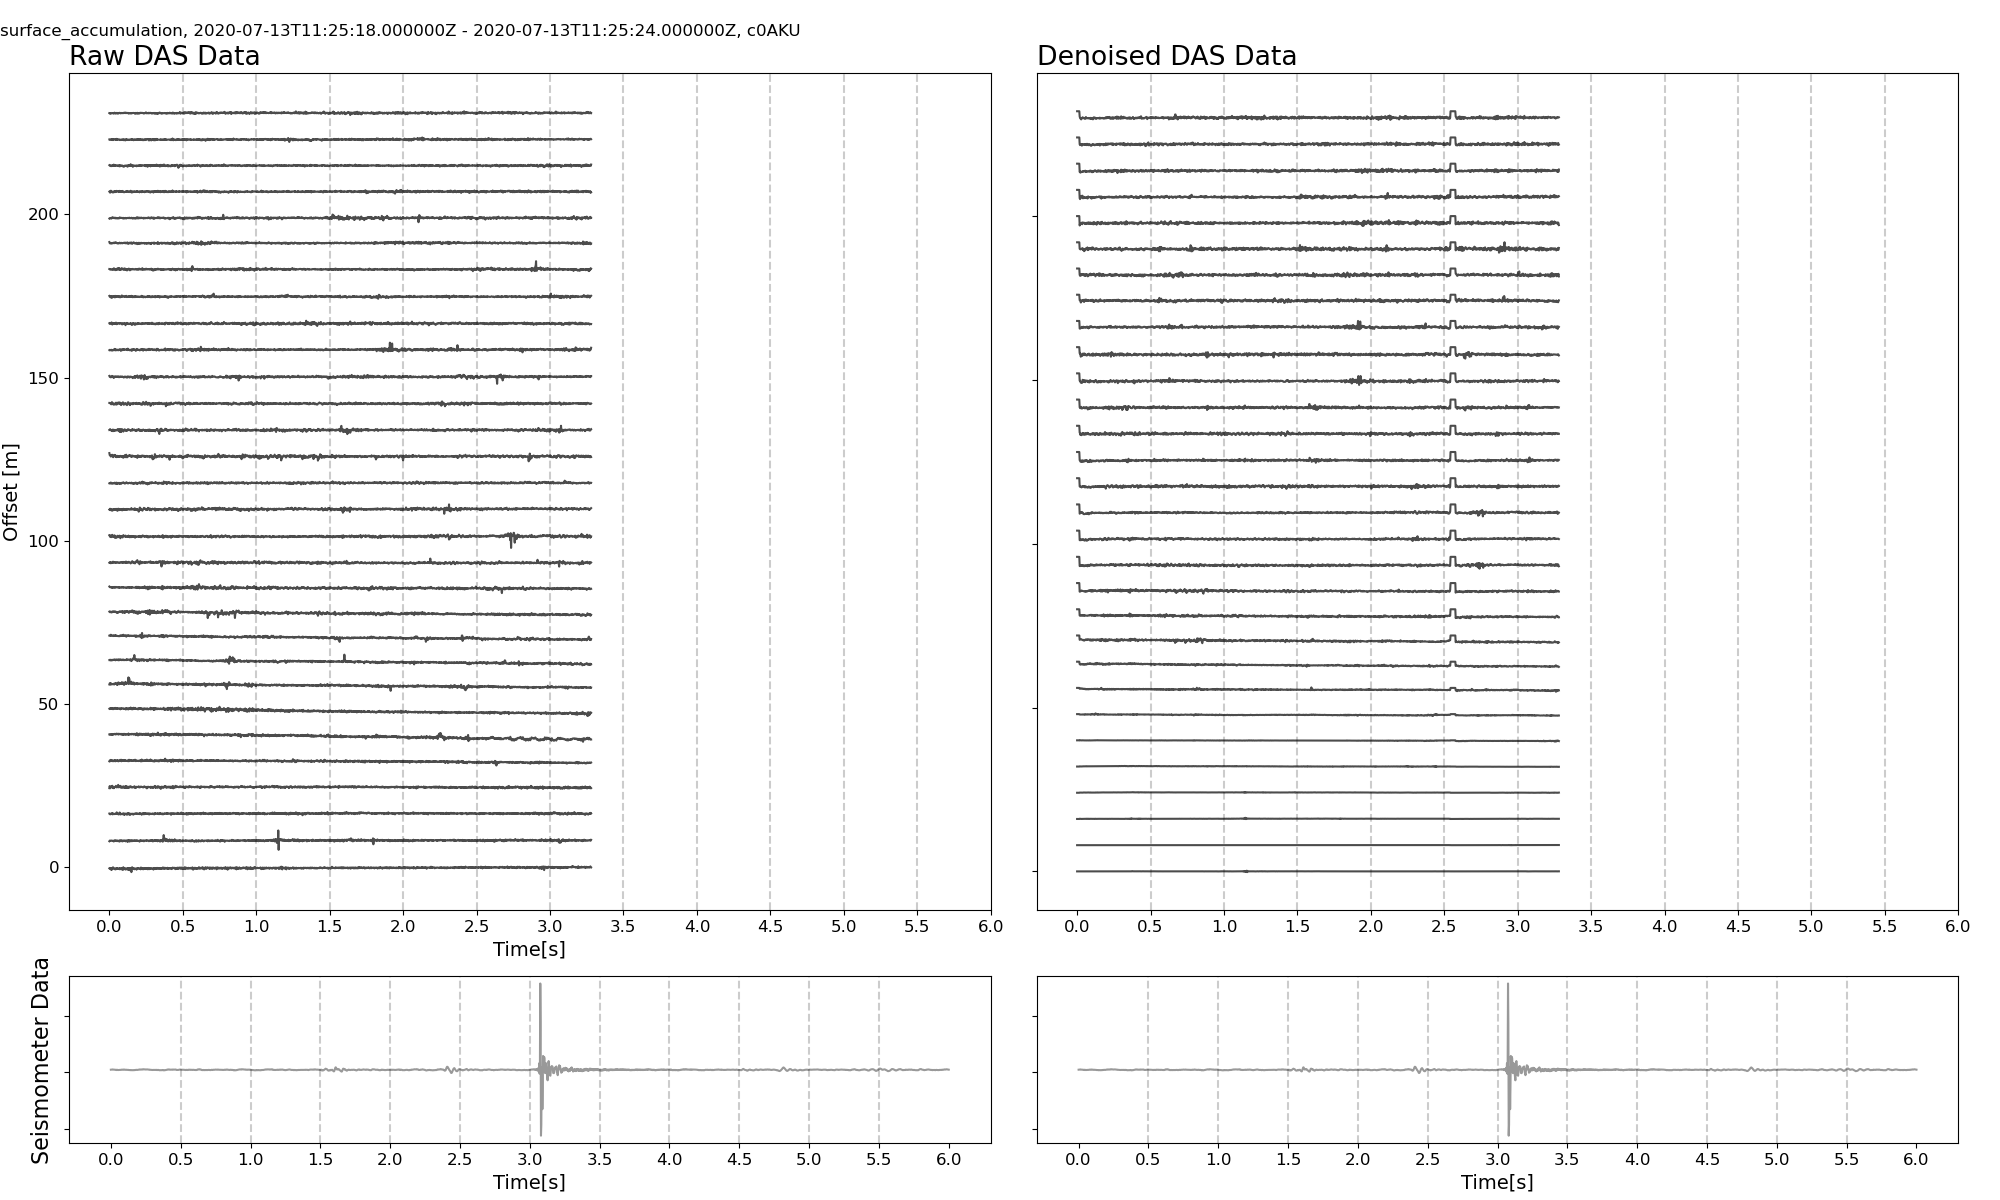 surface_accumulation, 2020-07-13T11:25:18.000000Z - 2020-07-13T11:25:24.000000Z, c0AKU
Raw DAS Data
Denoised DAS Data
Offset [m]
200
150
100
50
0
0.0 0.5 1.0 1.5 2.0 2.5 3.0 3.5 4.0 4.5 5.0 5.5 6.0
Time[s]
0.0 0.5 1.0 1.5 2.0 2.5 3.0 3.5 4.0 4.5 5.0 5.5 6.0
Seismometer Data
0.0 0.5 1.0 1.5 2.0 2.5 3.0 3.5 4.0 4.5 5.0 5.5 6.0
Time[s]
0.0 0.5 1.0 1.5 2.0 2.5 3.0 3.5 4.0 4.5 5.0 5.5 6.0
Time[s]